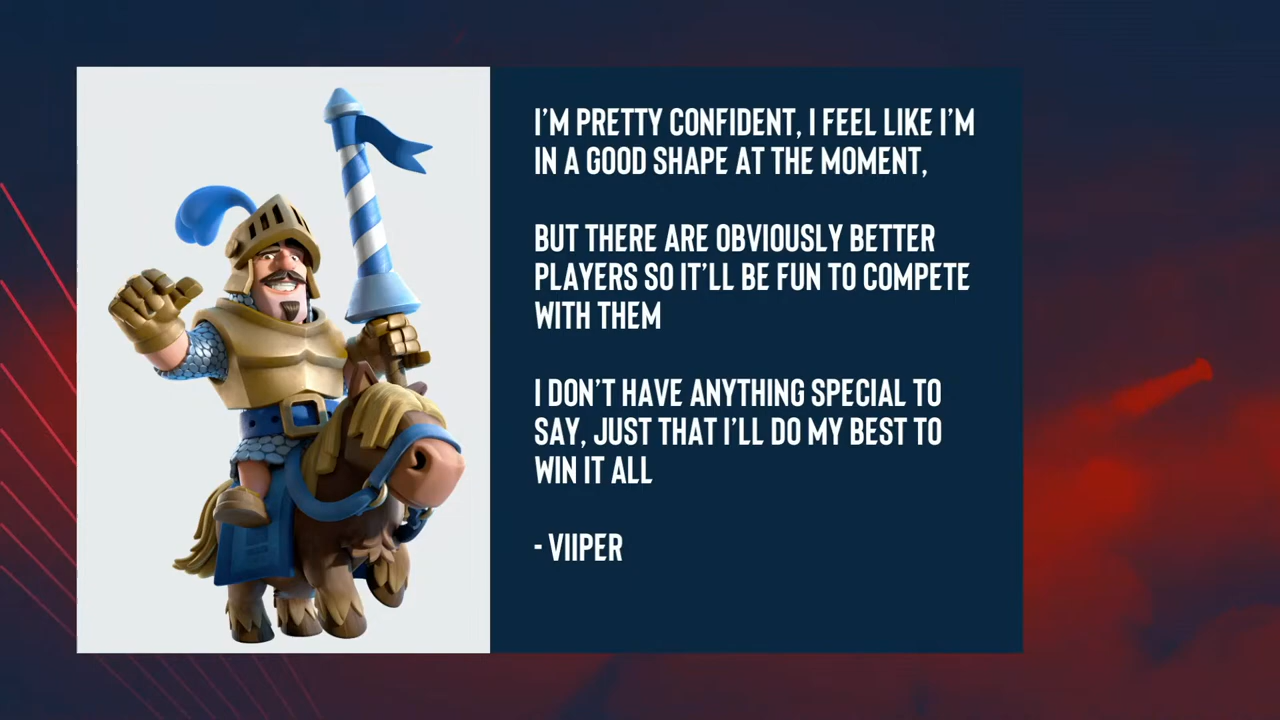 I'M PRETTY CONFIDENT, I FEEL LIKE I'M
IN A GOOD SHAPE AT THE MOMENT,
BUT THERE ARE OBVIOUSLY BETTER
PLAYERS SO IT'LL BE FUN TO COMPETE
WITH THEM
I DON'T HAVE ANYTHING SPECIAL TO
SAY, JUST THAT I'LL DO MY BEST TO
WIN IT ALL
- VIIPER